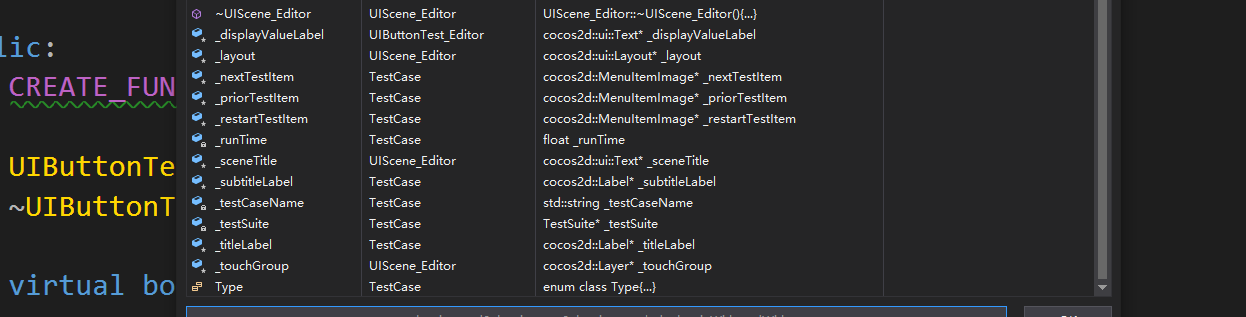 ~UIScene_Editor UIScene_Editor UIScene_Editor::~UIScene_Editor(){...}
_displayValueLabel UIButtonTest_Editor cocos2d::ui::Text* _displayValueLabel
lic:
_layout UIScene_Editor cocos2d::ui::Layout* _layout
_nextTestItem TestCase cocos2d::MenuItemImage* _nextTestItem
CREATE_FUN
_priorTestItem TestCase cocos2d::MenuItemImage* _priorTestItem
_restartTestItem TestCase cocos2d::MenuItemImage* _restartTestItem
_runTime TestCase float _runTime
UIButtonTe
_sceneTitle UIScene_Editor cocos2d::ui::Text* _sceneTitle
_subtitleLabel TestCase cocos2d::Label* _subtitleLabel
~UIButtonT
_testCaseName TestCase std::string _testCaseName
_testSuite TestCase TestSuite* _testSuite
_titleLabel TestCase cocos2d::Label* _titleLabel
_touchGroup UIScene_Editor cocos2d::Layer* _touchGroup
virtual bo
Type TestCase enum class Type{...}